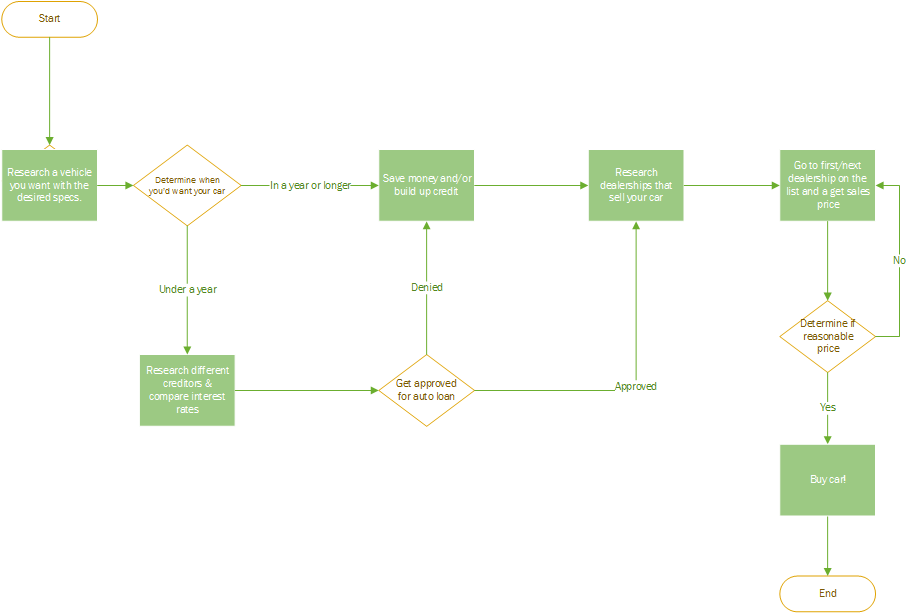 Start
Research a vehicle
you want with the
desired specs.
Determine when
you'd want your car
In a year or longer
Save money and/or
build up credit
Research
dealerships that
sell your car
Go to first/next
dealership on the
list and a get sales
price
No
Under a year
Denied
Determine if
reasonable
price
Research different
creditors &
compare interest
rates
Get approved
for auto loan
Approved
Yes
Buy car!
End